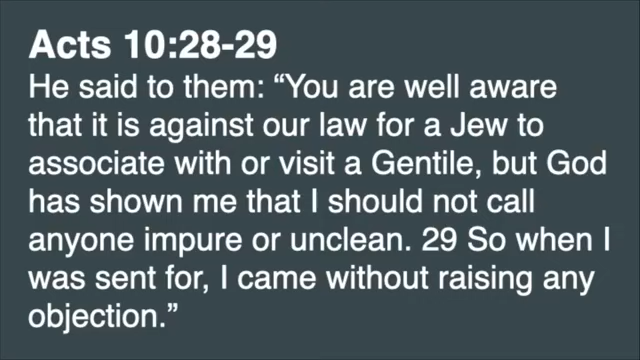 Acts 10:28-29
He said to them: “You are well aware
that it is against our law for a Jew to
associate with or visit a Gentile, but God
has shown me that I should not call
anyone impure or unclean. 29 So when I
was sent for, I came without raising any
objection.”